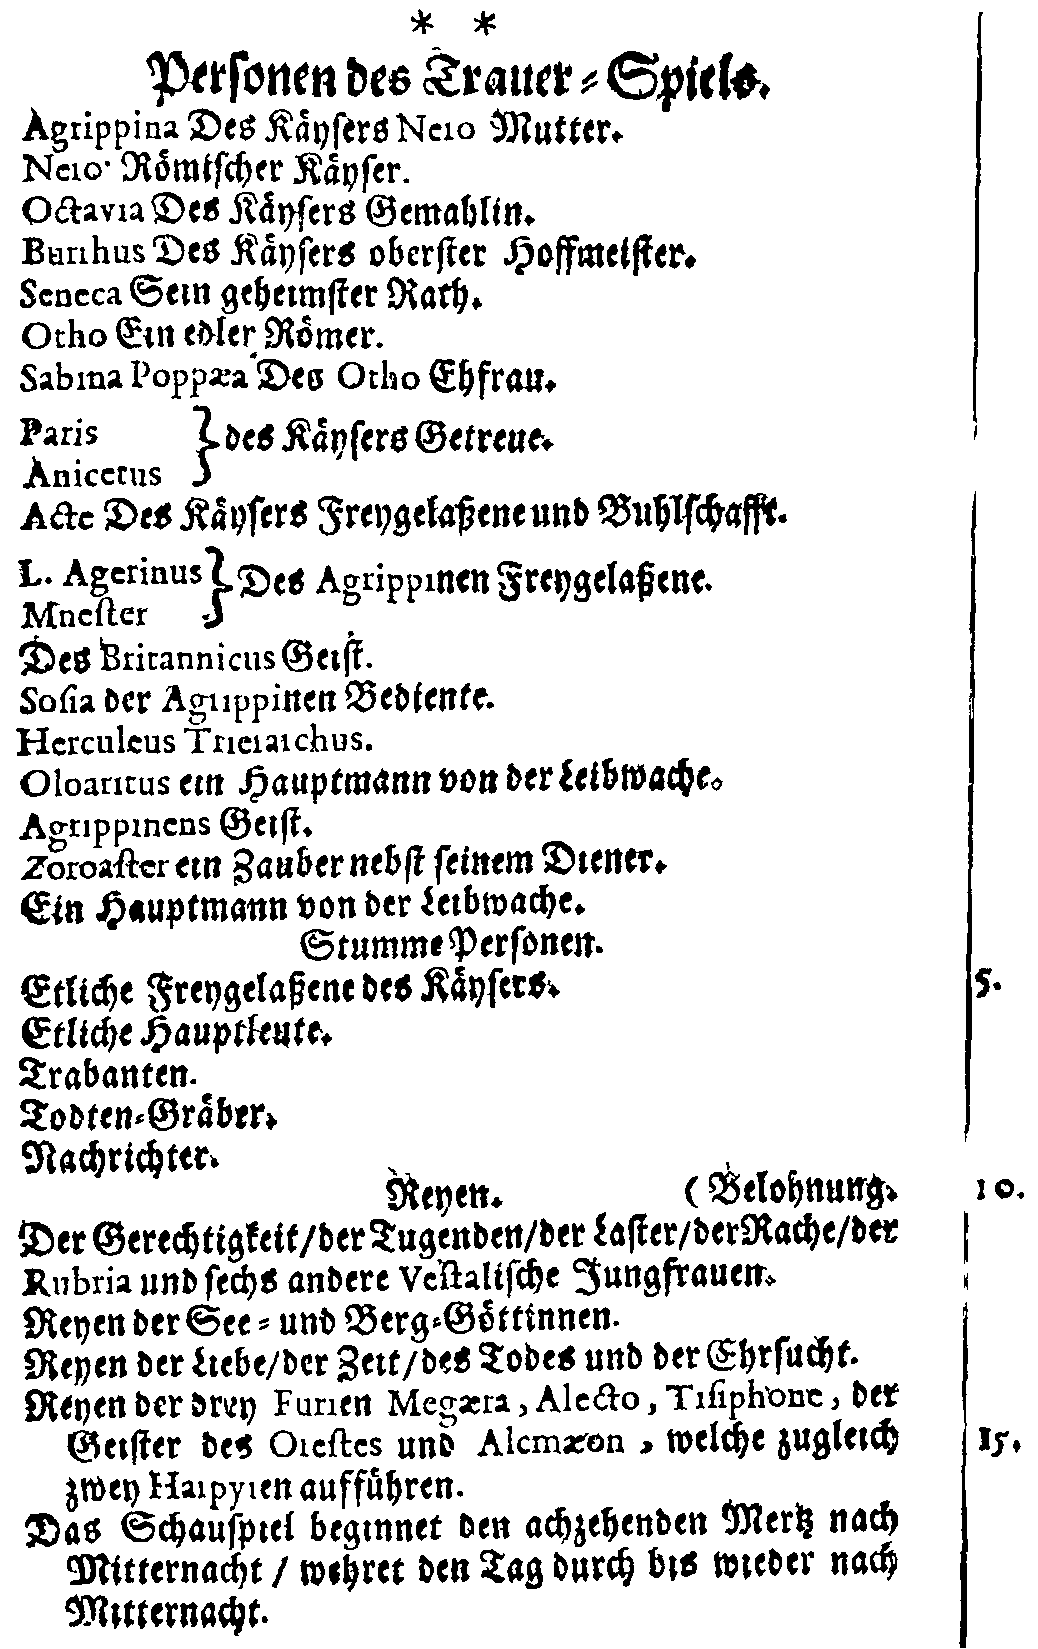 * *
Personen des Trauer-Spiels.
Agrippina Des Käysers Nero Mutter.
Nero Römischer Käyser.
Octavia Des Käysers Gemahlin.
Burrhus Des Käysers oberster Hoffmeister.
Seneca Sein geheimster Rath.
Otho Ein edler Römer.
Sabina Poppæa Des Otho Ehfrau.
Paris
Anicetus } des Käysers Getreue.
Acte Des Käysers Freygelaßene und Buhlschafft.
L. Agerinus
Mnester } Des Agrippinen Freygelaßene.
Des Britannicus Geist.
Sosia der Agrippinen Bediente.
Herculeus Trierarchus.
Oloaritus ein Hauptmann von der Leibwache.
Agrippinens Geist.
Zoroaster ein Zauber nebst seinem Diener.
Ein Hauptmann von der Leibwache.
Stumme Personen.
Etliche Freygelaßene des Käysers. 5.
Etliche Hauptleute.
Trabanten.
Todten-Gräber.
Nachrichter.
Reyen. (Belohnung. 10.
Der Gerechtigkeit/der Tugenden/der Laster/der Rache/der
Rubria und sechs andere Vestalische Jungfrauen.
Reyen der See- und Berg-Göttinnen.
Reyen der Liebe/der Zeit/des Todes und der Ehrsucht.
Reyen der drey Furien Megæra, Alecto, Tisiphone, der
Geister des Orestes und Alcmæon, welche zugleich 15.
zwey Harpyien aufführen.
Das Schauspiel beginnet den achzehenden Mertz nach
Mitternacht / wehret den Tag durch bis wieder nach
Mitternacht.